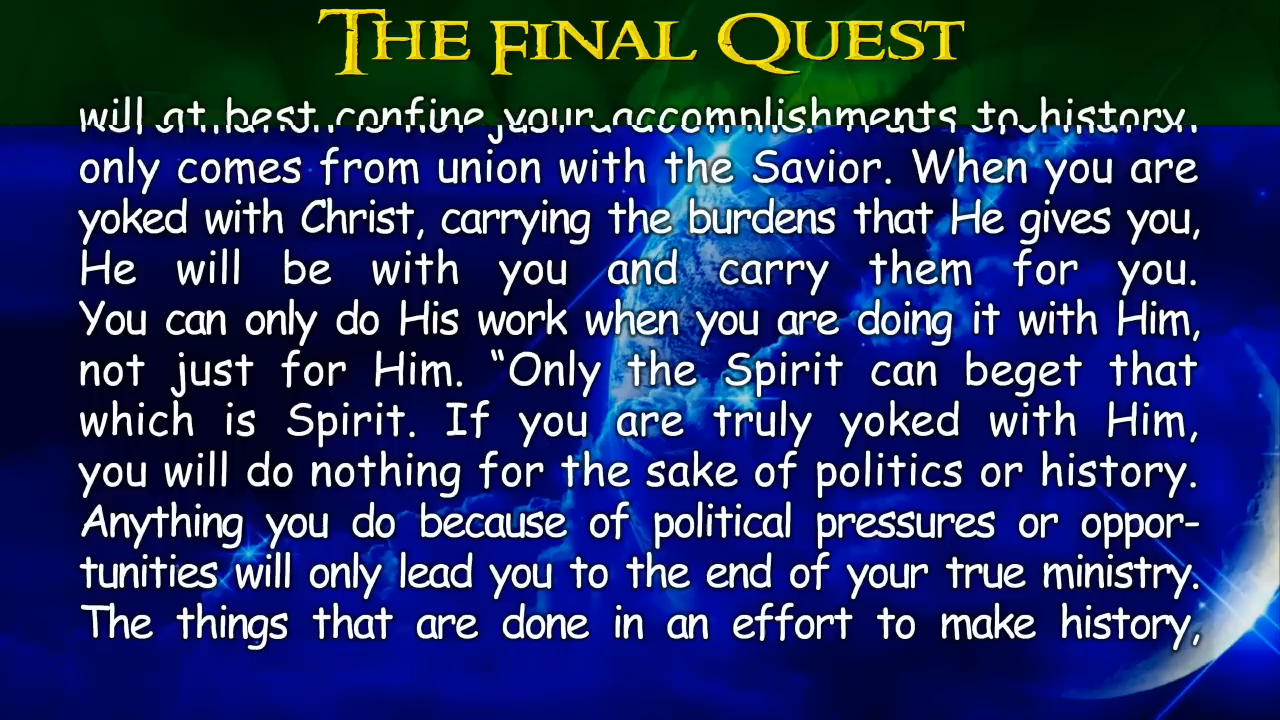 THE FINAL QUEST
will at best confine your accomplishments to history,
only comes from union with the Savior. When you are
yoked with Christ, carrying the burdens that He gives you,
He will be with you and carry them for you.
You can only do His work when you are doing it with Him,
not just for Him. “Only the Spirit can beget that
which is Spirit. If you are truly yoked with Him,
you will do nothing for the sake of politics or history.
Anything you do because of political pressures or oppor-
tunities will only lead you to the end of your true ministry.
The things that are done in an effort to make history,